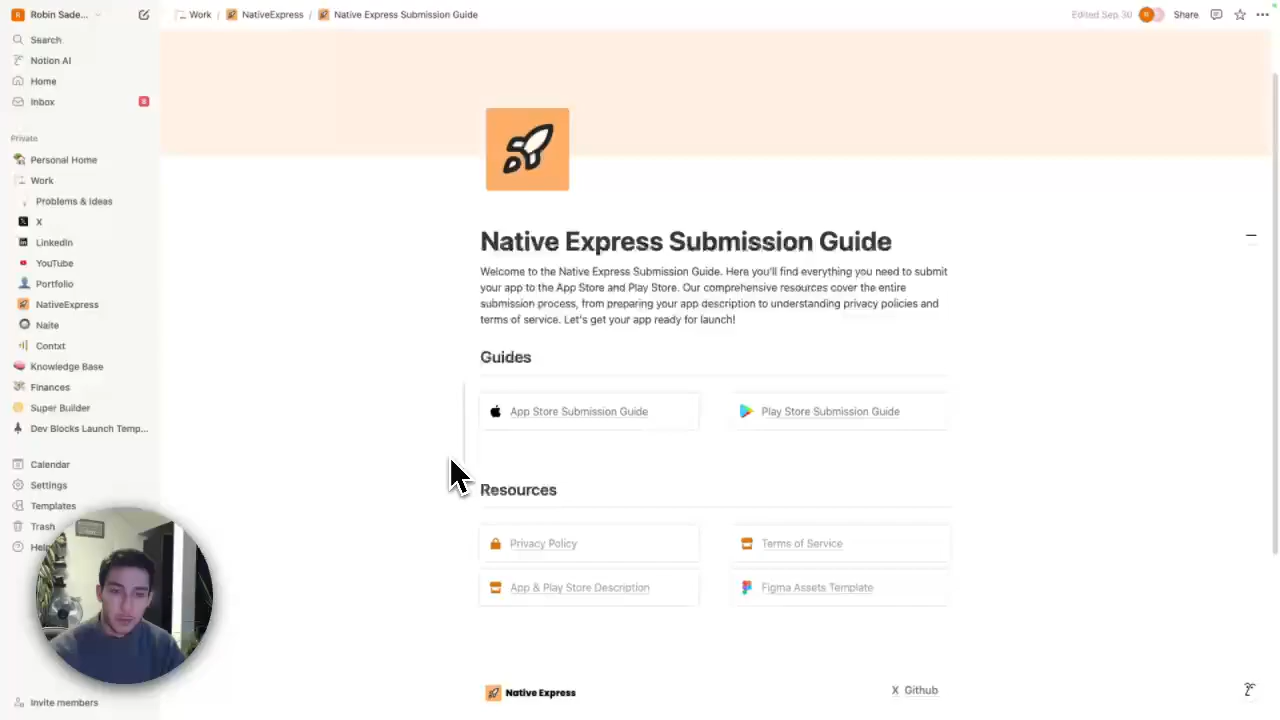 Robin Sade...
Work / NativeExpress / Native Express Submission Guide
Edited Sep 30
Share
Search
Notion AI
Home
Inbox
Private
Personal Home
Work
Problems & Ideas
X
LinkedIn
YouTube
Portfolio
NativeExpress
Naite
Contxt
Knowledge Base
Finances
Super Builder
Dev Blocks Launch Temp...
Calendar
Settings
Templates
Trash
Invite members
Native Express Submission Guide
Welcome to the Native Express Submission Guide. Here you'll find everything you need to submit
your app to the App Store and Play Store. Our comprehensive resources cover the entire
submission process, from preparing your app description to understanding privacy policies and
terms of service. Let's get your app ready for launch!
Guides
App Store Submission Guide
Play Store Submission Guide
Resources
Privacy Policy
Terms of Service
App & Play Store Description
Figma Assets Template
Native Express
X Github